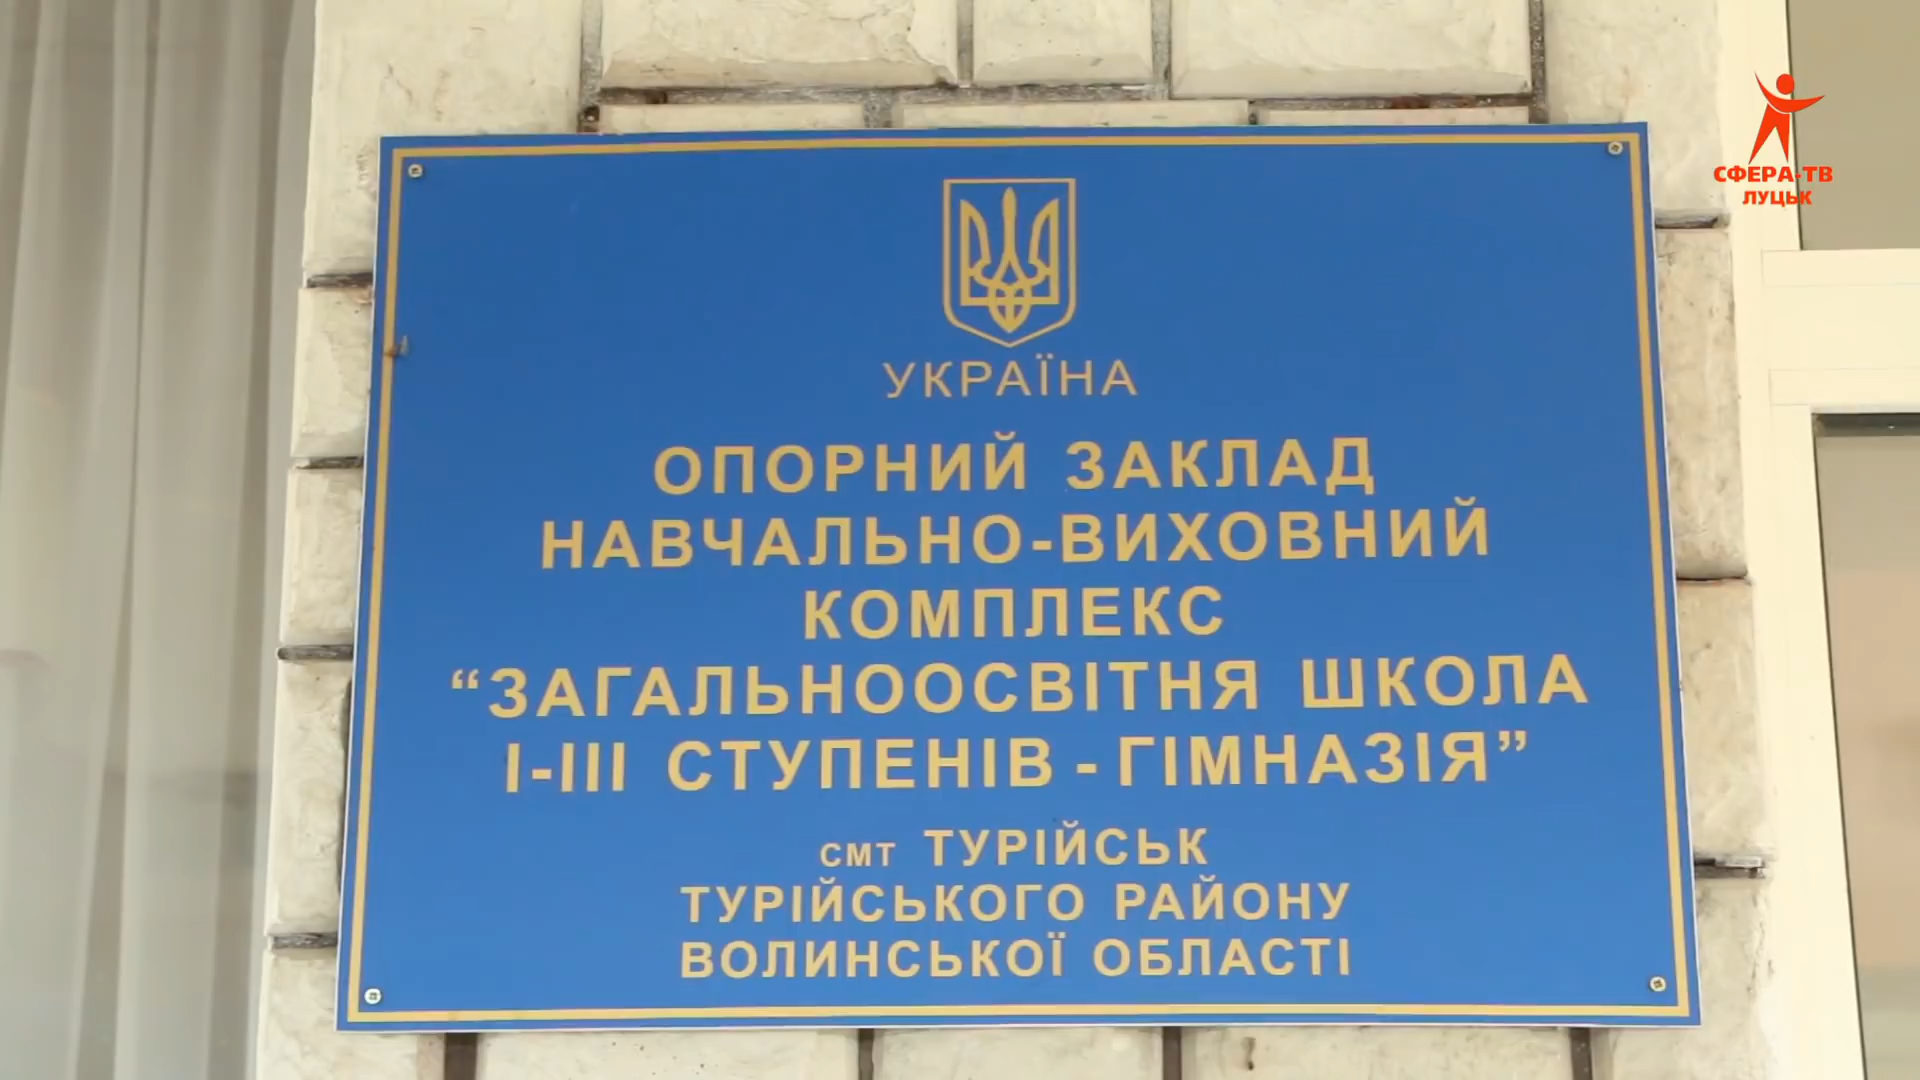 СФЕРА-ТВ
ЛУЦЬК
УКРАЇНА
ОПОРНИЙ ЗАКЛАД
НАВЧАЛЬНО-ВИХОВНИЙ
КОМПЛЕКС
“ЗАГАЛЬНООСВІТНЯ ШКОЛА
І-ІІІ СТУПЕНІВ - ГІМНАЗІЯ”
смт ТУРІЙСЬК
ТУРІЙСЬКОГО РАЙОНУ
ВОЛИНСЬКОЇ ОБЛАСТІ